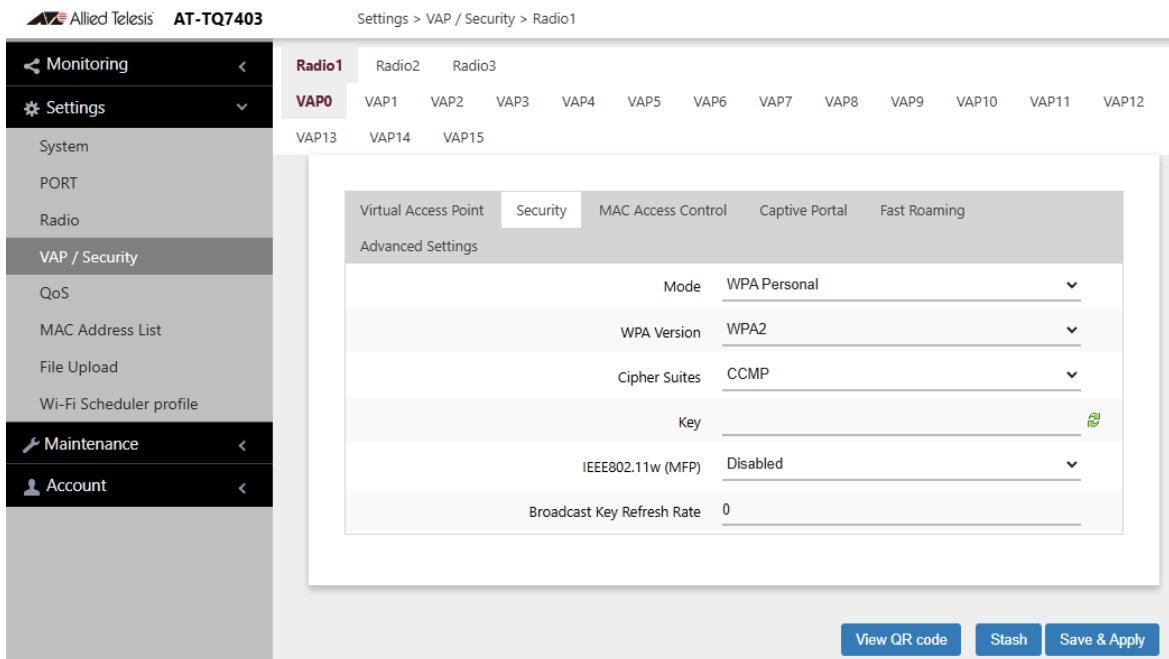 Allied Telesis AT-TQ7403 Settings > VAP / Security > Radio1
Monitoring
Settings
System
PORT
Radio
VAP / Security
QoS
MAC Address List
File Upload
Wi-Fi Scheduler profile
Maintenance
Account
Radio1 Radio2 Radio3
VAP0 VAP1 VAP2 VAP3 VAP4 VAP5 VAP6 VAP7 VAP8 VAP9 VAP10 VAP11 VAP12
VAP13 VAP14 VAP15
Virtual Access Point Security MAC Access Control Captive Portal Fast Roaming
Advanced Settings
Mode WPA Personal
WPA Version WPA2
Cipher Suites CCMP
Key
IEEE802.11w (MFP) Disabled
Broadcast Key Refresh Rate 0
View QR code Stash Save & Apply